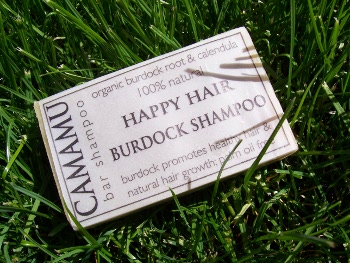 CAMAMU
bar shampoo
organic burdock root & calendula
100% natural
HAPPY HAIR
BURDOCK SHAMPOO
burdock promotes healthy hair &
natural hair growth: palm oil free